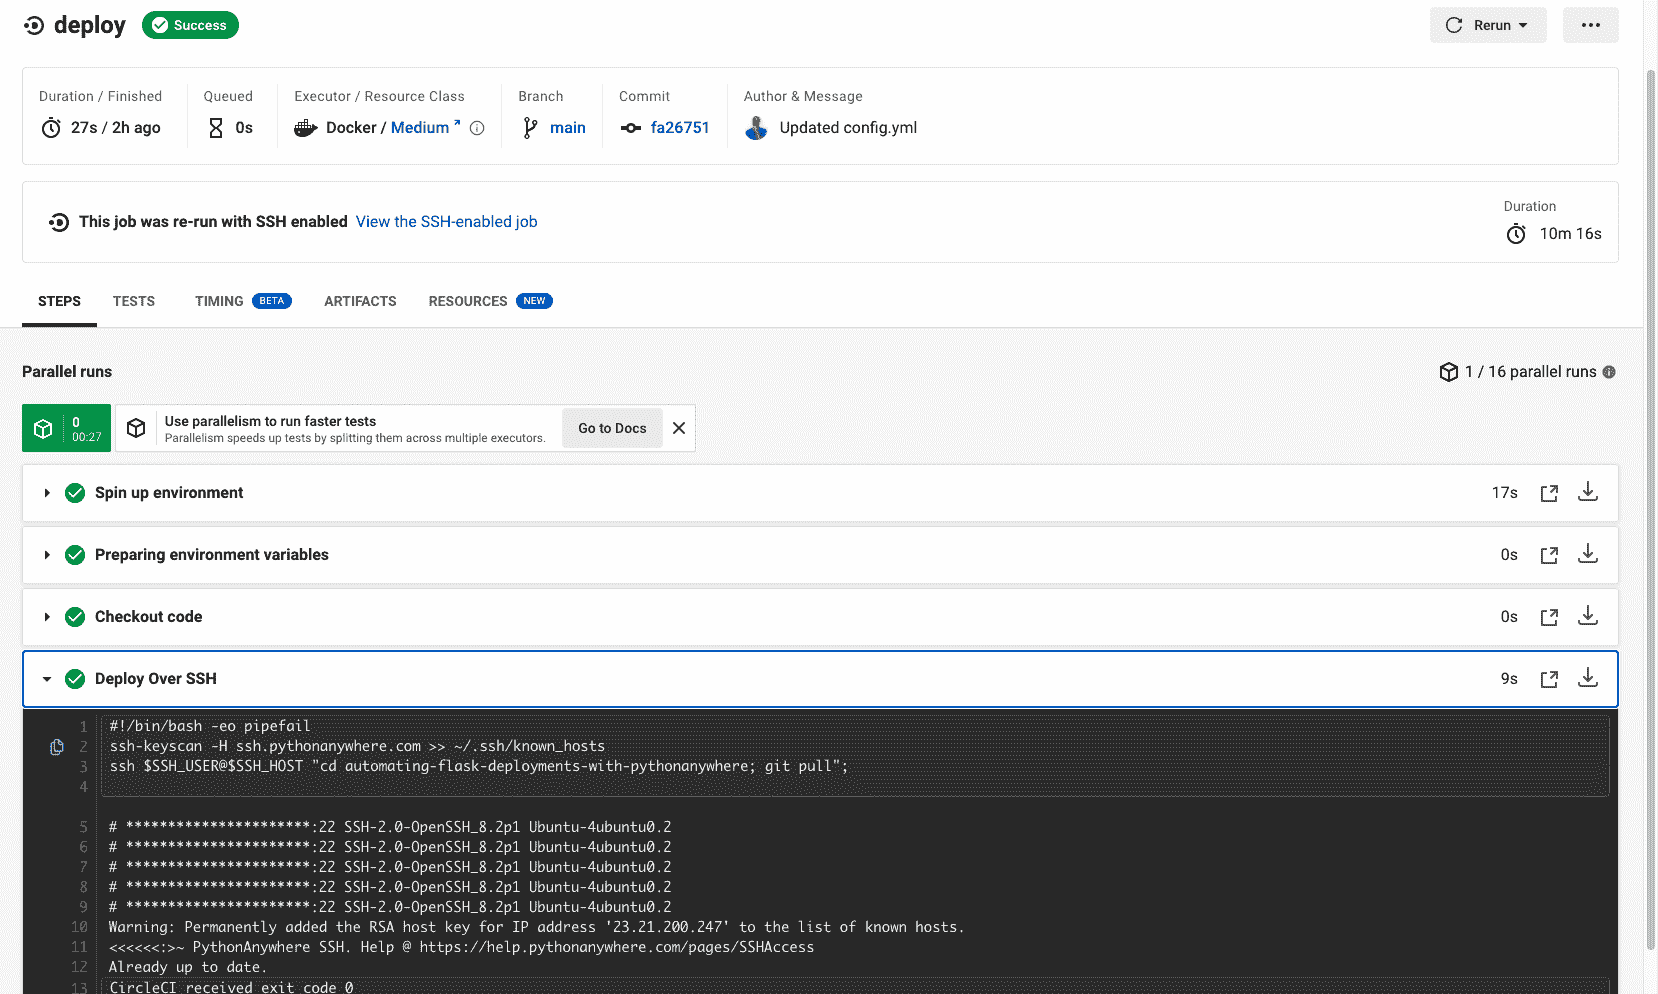 deploy Success Rerun
Duration / Finished Queued Executor / Resource Class Branch Commit Author & Message
27s / 2h ago 0s Docker / Medium main fa26751 Updated config.yml
This job was re-run with SSH enabled View the SSH-enabled job
Duration
10m 16s
STEPS TESTS TIMING BETA ARTIFACTS RESOURCES NEW
Parallel runs 1 / 16 parallel runs
0
00:27
Use parallelism to run faster tests
Parallelism speeds up tests by splitting them across multiple executors.
Go to Docs
Spin up environment 17s
Preparing environment variables 0s
Checkout code 0s
Deploy Over SSH 9s
1 #!/bin/bash -eo pipefail
2 ssh-keyscan -H ssh.pythonanywhere.com >> ~/.ssh/known_hosts
3 ssh $SSH_USER@$SSH_HOST "cd automating-flask-deployments-with-pythonanywhere; git pull";
4
5 # **********************:22 SSH-2.0-OpenSSH_8.2p1 Ubuntu-4ubuntu0.2
6 # **********************:22 SSH-2.0-OpenSSH_8.2p1 Ubuntu-4ubuntu0.2
7 # **********************:22 SSH-2.0-OpenSSH_8.2p1 Ubuntu-4ubuntu0.2
8 # **********************:22 SSH-2.0-OpenSSH_8.2p1 Ubuntu-4ubuntu0.2
9 # **********************:22 SSH-2.0-OpenSSH_8.2p1 Ubuntu-4ubuntu0.2
10 Warning: Permanently added the RSA host key for IP address '23.21.200.247' to the list of known hosts.
11 <<<<<<:>~ PythonAnywhere SSH. Help @ https://help.pythonanywhere.com/pages/SSHAccess
12 Already up to date.
13 CircleCI received exit code 0